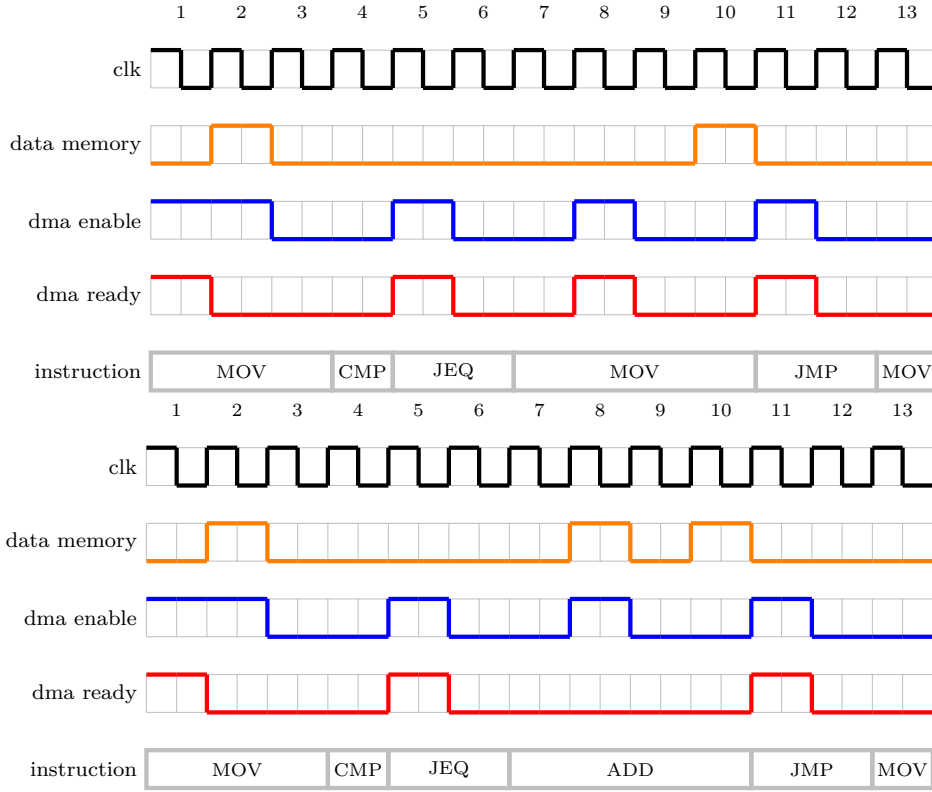 1 2 3 4 5 6 7 8 9 10 11 12 13
clk
data memory
dma enable
dma ready
instruction MOV CMP JEQ MOV JMP MOV
1 2 3 4 5 6 7 8 9 10 11 12 13
clk
data memory
dma enable
dma ready
instruction MOV CMP JEQ ADD JMP MOV